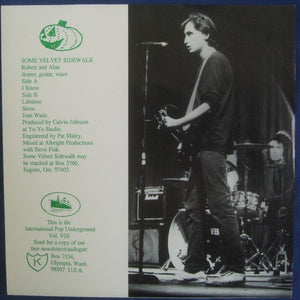 SOME VELVET SIDEWALK
Robert and Alan
drums, guitar, voice
Side A
I Know
Side B
Lifetime
Snow.
Jean Watts
Produced by Calvin Johnson
at Yo-Yo Studio.
Engineered by Pat Maley,
Mixed at Albright Productions
with Steve Fisk.
Some Velvet Sidewalk may
be reached at Box 3766,
Eugene, Ore. 97403.
This is the
International Pop Underground
Vol. VIII
Send for a copy of our
free newsletter/catalogue:
K
Box 7154,
Olympia, Wash.
98507 U.S.A.
Marshall